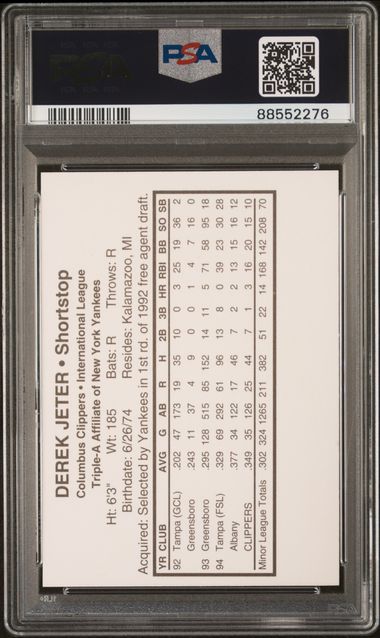 PSA
PSA
88552276
DEREK JETER • Shortstop
Columbus Clippers • International League
Triple-A Affiliate of New York Yankees
Ht: 6'3" Wt: 185 Bats: R Throws: R
Birthdate: 6/26/74 Resides: Kalamazoo, MI
Acquired: Selected by Yankees in 1st rd. of 1992 free agent draft.
YR CLUB AVG G AB R H 2B 3B HR RBI BB SO SB
92 Tampa (GCL) .202 47 173 19 35 10 0 3 25 19 36 2
Greensboro .243 11 37 4 9 0 0 1 4 7 16 0
93 Greensboro .295 128 515 85 152 14 11 5 71 58 95 18
94 Tampa (FSL) .329 69 292 61 96 13 8 0 39 23 30 28
Albany .377 34 122 17 46 7 2 2 13 15 16 12
CLIPPERS .349 35 126 25 44 7 1 3 16 20 15 10
Minor League Totals .302 324 1265 211 382 51 22 14 168 142 208 70